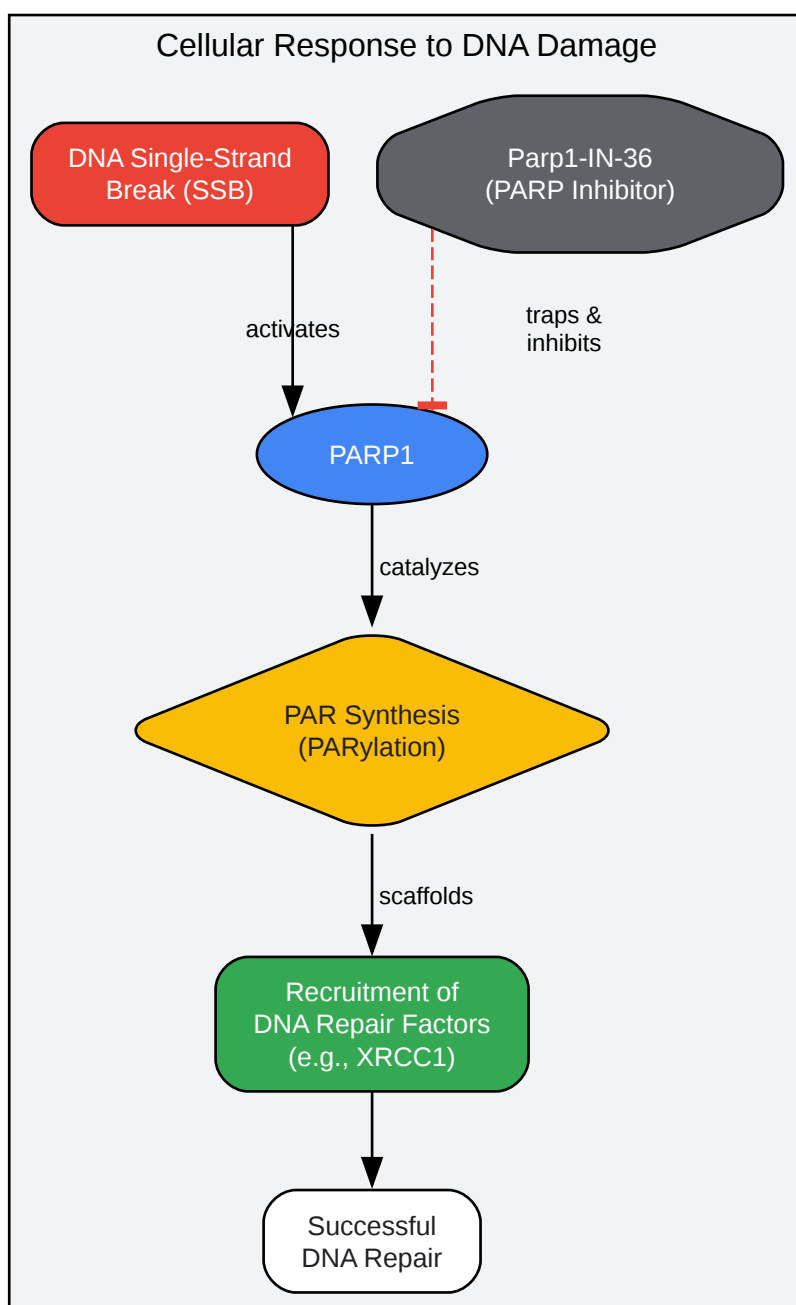 Cellular Response to DNA Damage
DNA Single-Strand
Break (SSB)
Parp1-IN-36
(PARP Inhibitor)
activates
traps &
inhibits
PARP1
catalyzes
PAR Synthesis
(PARylation)
scaffolds
Recruitment of
DNA Repair Factors
(e.g., XRCC1)
Successful
DNA Repair